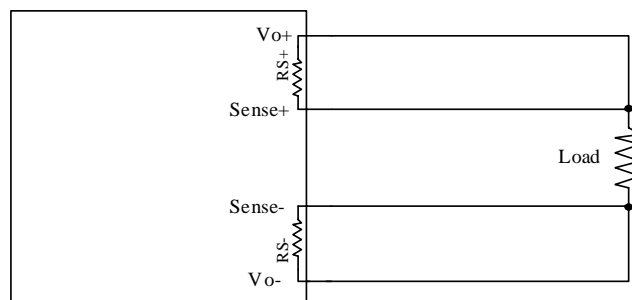 Vo+
RS+
Sense+
Load
Sense-
RS-
Vo-